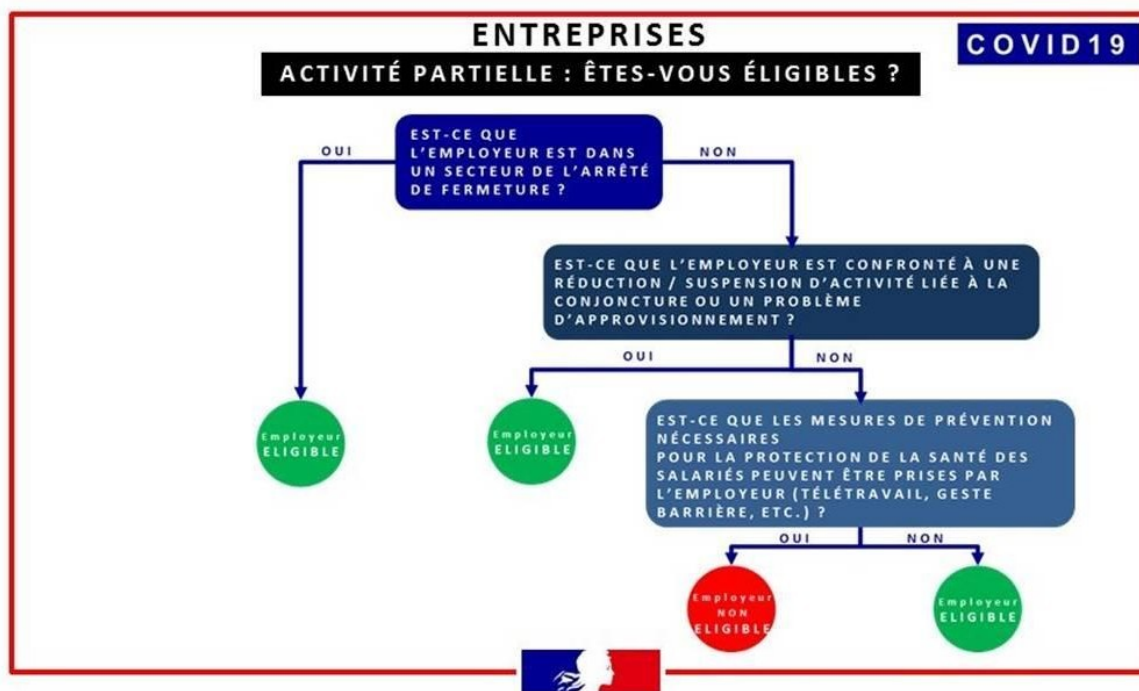 ENTREPRISES
COVID19
ACTIVITÉ PARTIELLE : ÊTES-VOUS ÉLIGIBLES ?
EST-CE QUE
L'EMPLOYEUR EST DANS
UN SECTEUR DE L'ARRÊTÉ
DE FERMETURE ?
OUI
NON
EST-CE QUE L'EMPLOYEUR EST CONFRONTÉ À UNE
RÉDUCTION / SUSPENSION D'ACTIVITÉ LIÉE À LA
CONJONCTURE OU UN PROBLÈME
D'APPROVISIONNEMENT ?
OUI
NON
Employeur
ELIGIBLE
Employeur
ELIGIBLE
EST-CE QUE LES MESURES DE PRÉVENTION
NÉCESSAIRES
POUR LA PROTECTION DE LA SANTÉ DES
SALARIÉS PEUVENT ÊTRE PRISES PAR
L'EMPLOYEUR (TÉLÉTRAVAIL, GESTE
BARRIÈRE, ETC.) ?
OUI
NON
Employeur
NON
ELIGIBLE
Employeur
ELIGIBLE